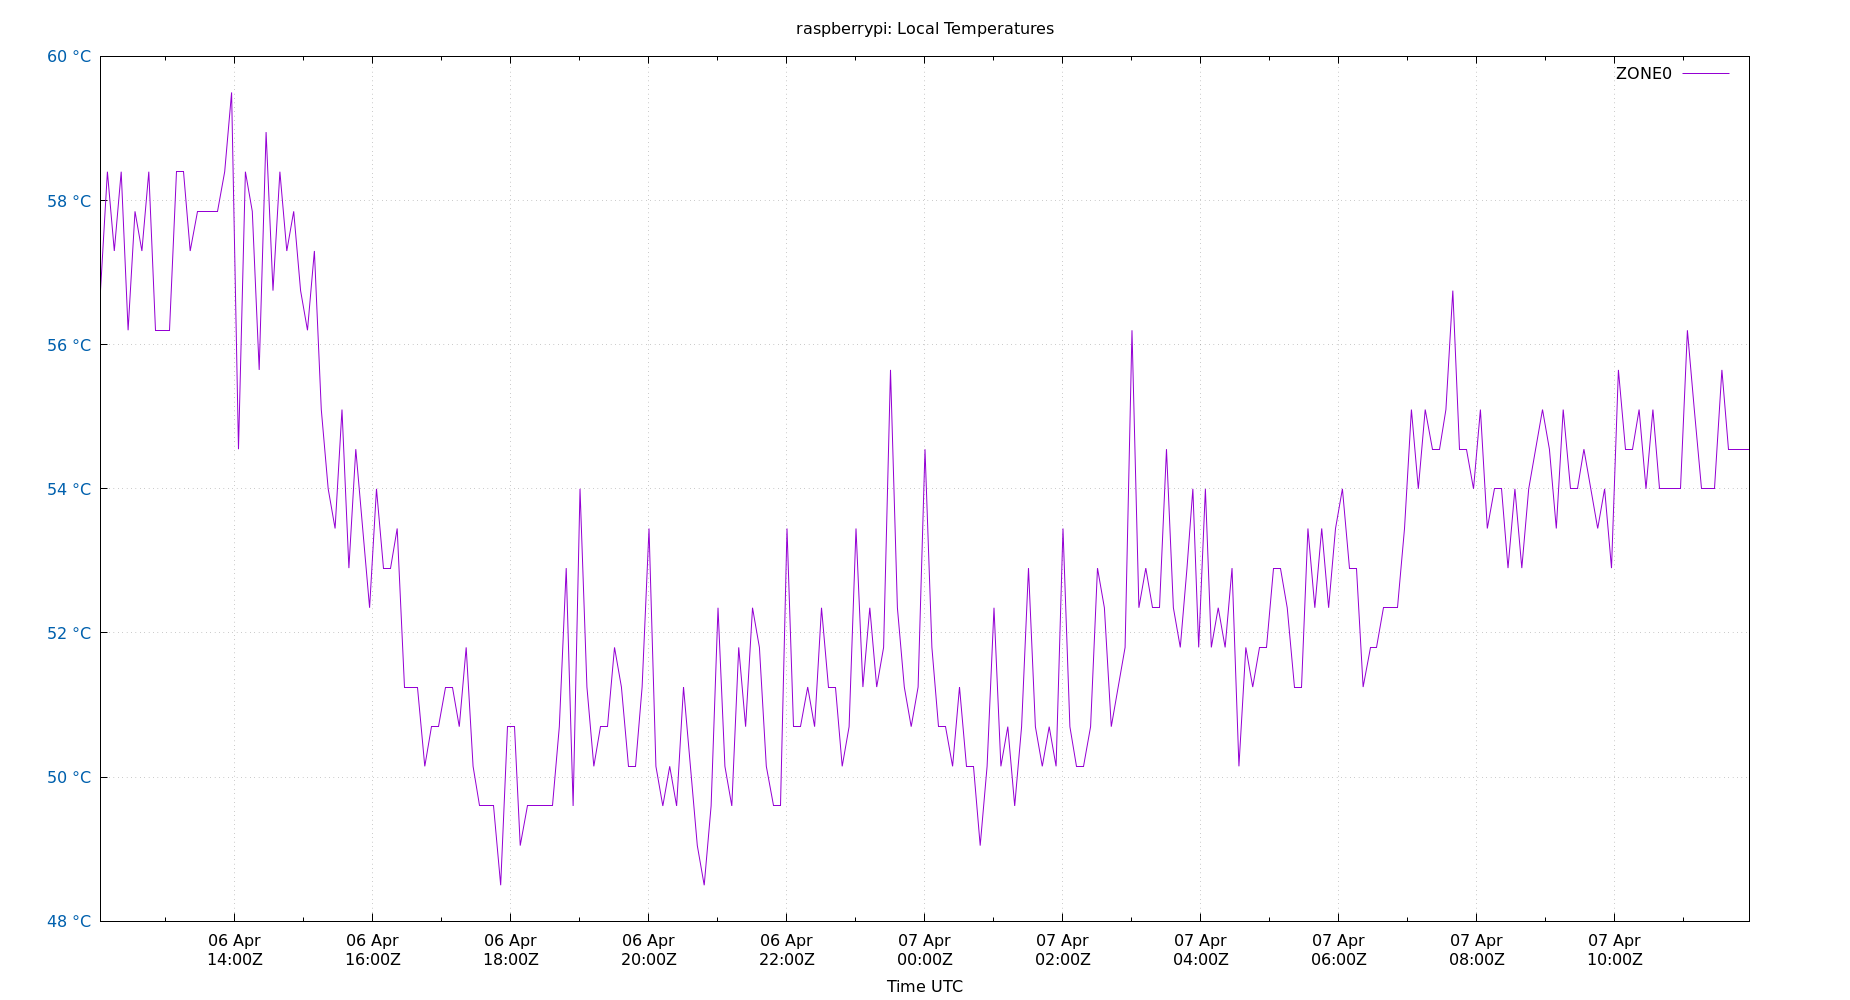 raspberrypi: Local Temperatures
60 °C
ZONE0
58 °C
56 °C
54 °C
52 °C
50 °C
48 °C
06 Apr 06 Apr 06 Apr 06 Apr 06 Apr 07 Apr 07 Apr 07 Apr 07 Apr 07 Apr 07 Apr
14:00Z 16:00Z 18:00Z 20:00Z 22:00Z 00:00Z 02:00Z 04:00Z 06:00Z 08:00Z 10:00Z
Time UTC